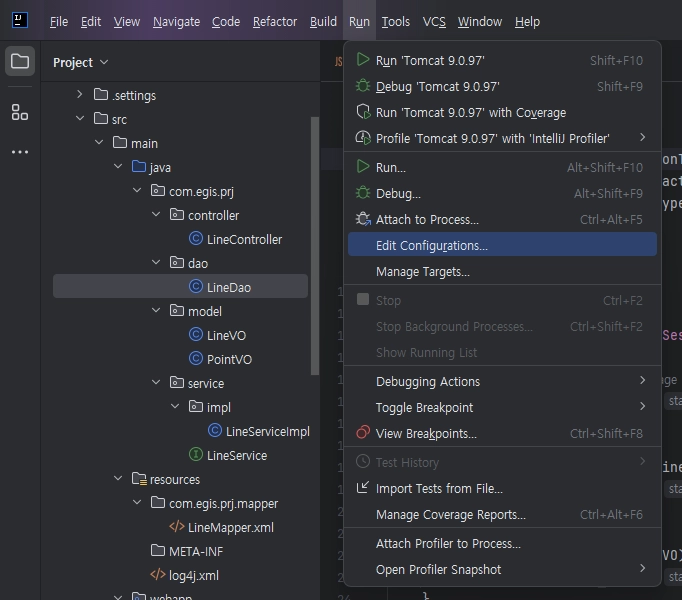 File Edit View Navigate Code Refactor Build Run Tools VCS Window Help
Project
.settings
src
main
java
com.egis.prj
controller
LineController
dao
LineDao
model
LineVO
PointVO
service
impl
LineServiceImpl
LineService
resources
com.egis.prj.mapper
LineMapper.xml
META-INF
log4j.xml
webapp
Run 'Tomcat 9.0.97' Shift+F10
Debug 'Tomcat 9.0.97' Shift+F9
Run 'Tomcat 9.0.97' with Coverage
Profile 'Tomcat 9.0.97' with 'IntelliJ Profiler'
Run... Alt+Shift+F10
Debug... Alt+Shift+F9
Attach to Process... Ctrl+Alt+F5
Edit Configurations...
Manage Targets...
Stop Ctrl+F2
Stop Background Processes... Ctrl+Shift+F2
Show Running List
Debugging Actions
Toggle Breakpoint
View Breakpoints... Ctrl+Shift+F8
Test History
Import Tests from File...
Manage Coverage Reports... Ctrl+Alt+F6
Attach Profiler to Process...
Open Profiler Snapshot